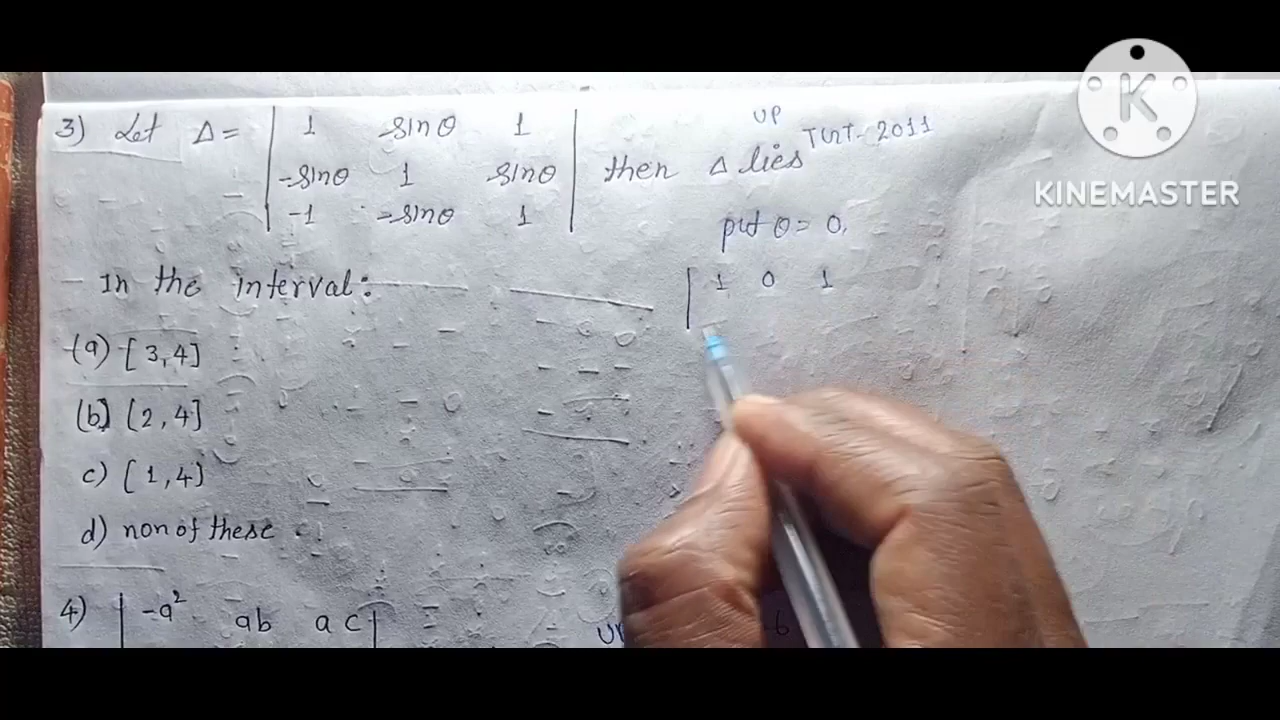 3) Let Δ = | 1 sinθ 1 |
| -sinθ 1 sinθ | then Δ lies
| -1 -sinθ 1 |
UP
TGT-2011
In the interval:
(a) [3,4]
(b) [2,4]
c) [1,4]
d) non of these.
put θ = 0,
| 1 0 1
4) | -a² ab ac |
K
KINEMASTER